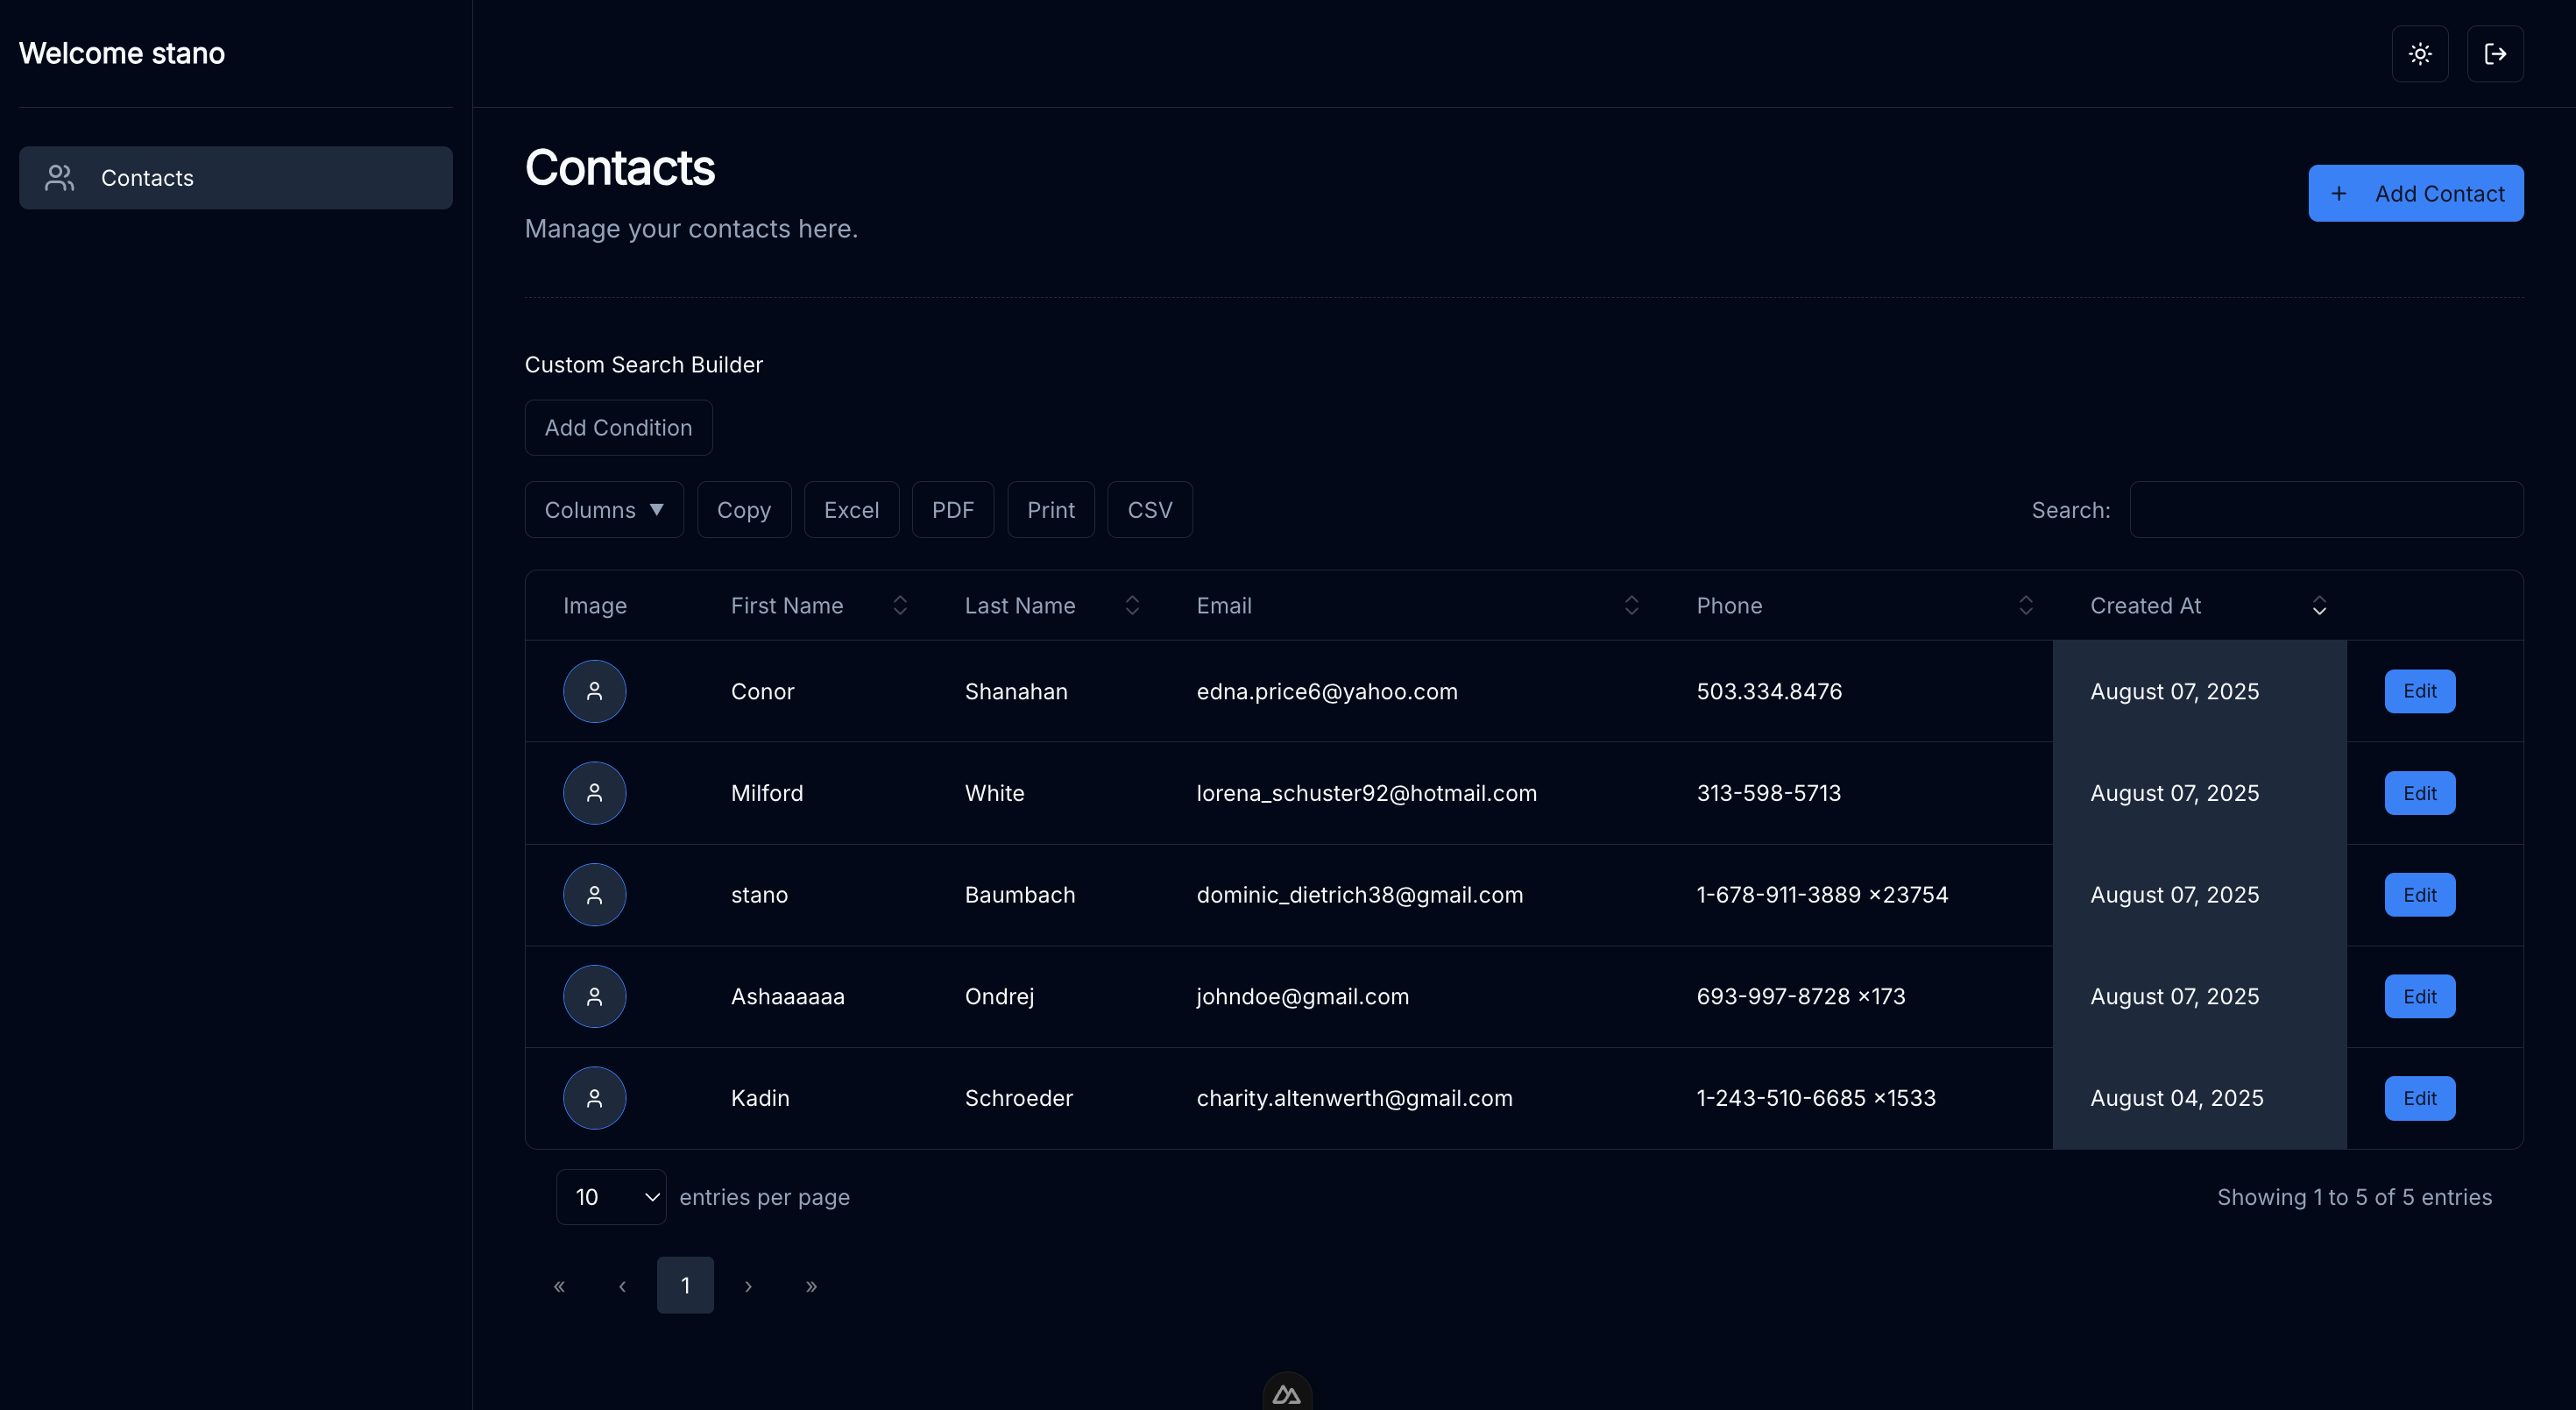 Welcome stano
Contacts
Contacts
Manage your contacts here.
+ Add Contact
Custom Search Builder
Add Condition
Columns ▼ Copy Excel PDF Print CSV Search:
Image First Name Last Name Email Phone Created At
Conor Shanahan edna.price6@yahoo.com 503.334.8476 August 07, 2025 Edit
Milford White lorena_schuster92@hotmail.com 313-598-5713 August 07, 2025 Edit
stano Baumbach dominic_dietrich38@gmail.com 1-678-911-3889 x23754 August 07, 2025 Edit
Ashaaaaaa Ondrej johndoe@gmail.com 693-997-8728 x173 August 07, 2025 Edit
Kadin Schroeder charity.altenwerth@gmail.com 1-243-510-6685 x1533 August 04, 2025 Edit
10 entries per page Showing 1 to 5 of 5 entries
« ‹ 1 › »